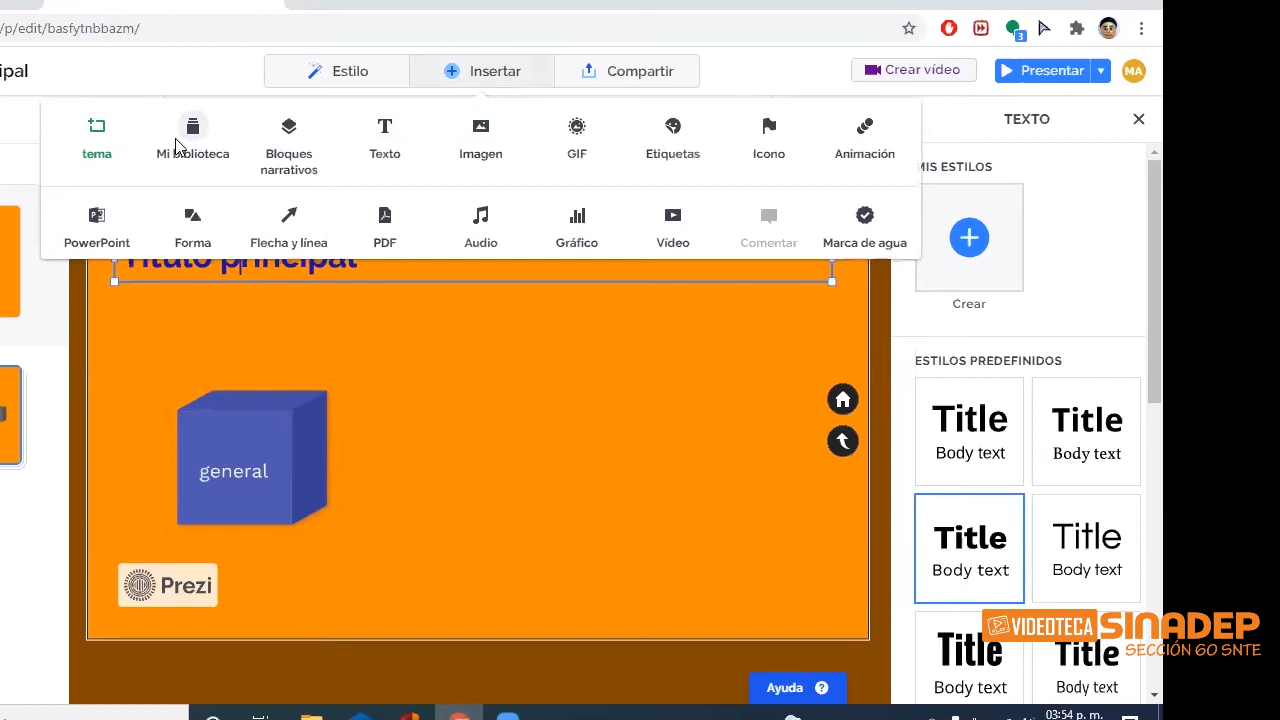 /p/edit/basfytnbbazm/
3
ipal
Estilo
Insertar
Compartir
Crear vídeo
Presentar
MA
tema
Mi biblioteca
Bloques narrativos
Texto
Imagen
GIF
Etiquetas
Icono
Animación
PowerPoint
Forma
Flecha y línea
PDF
Audio
Gráfico
Vídeo
Comentar
Marca de agua
TEXTO
MIS ESTILOS
Crear
ESTILOS PREDEFINIDOS
Title
Body text
Title
Body text
Title
Body text
Title
Body text
Title
Body text
Title
Body text
Título principal
general
Prezi
Ayuda ?
VIDEOTECA SINADEP
SECCIÓN 60 SNTE
03:54 p. m.